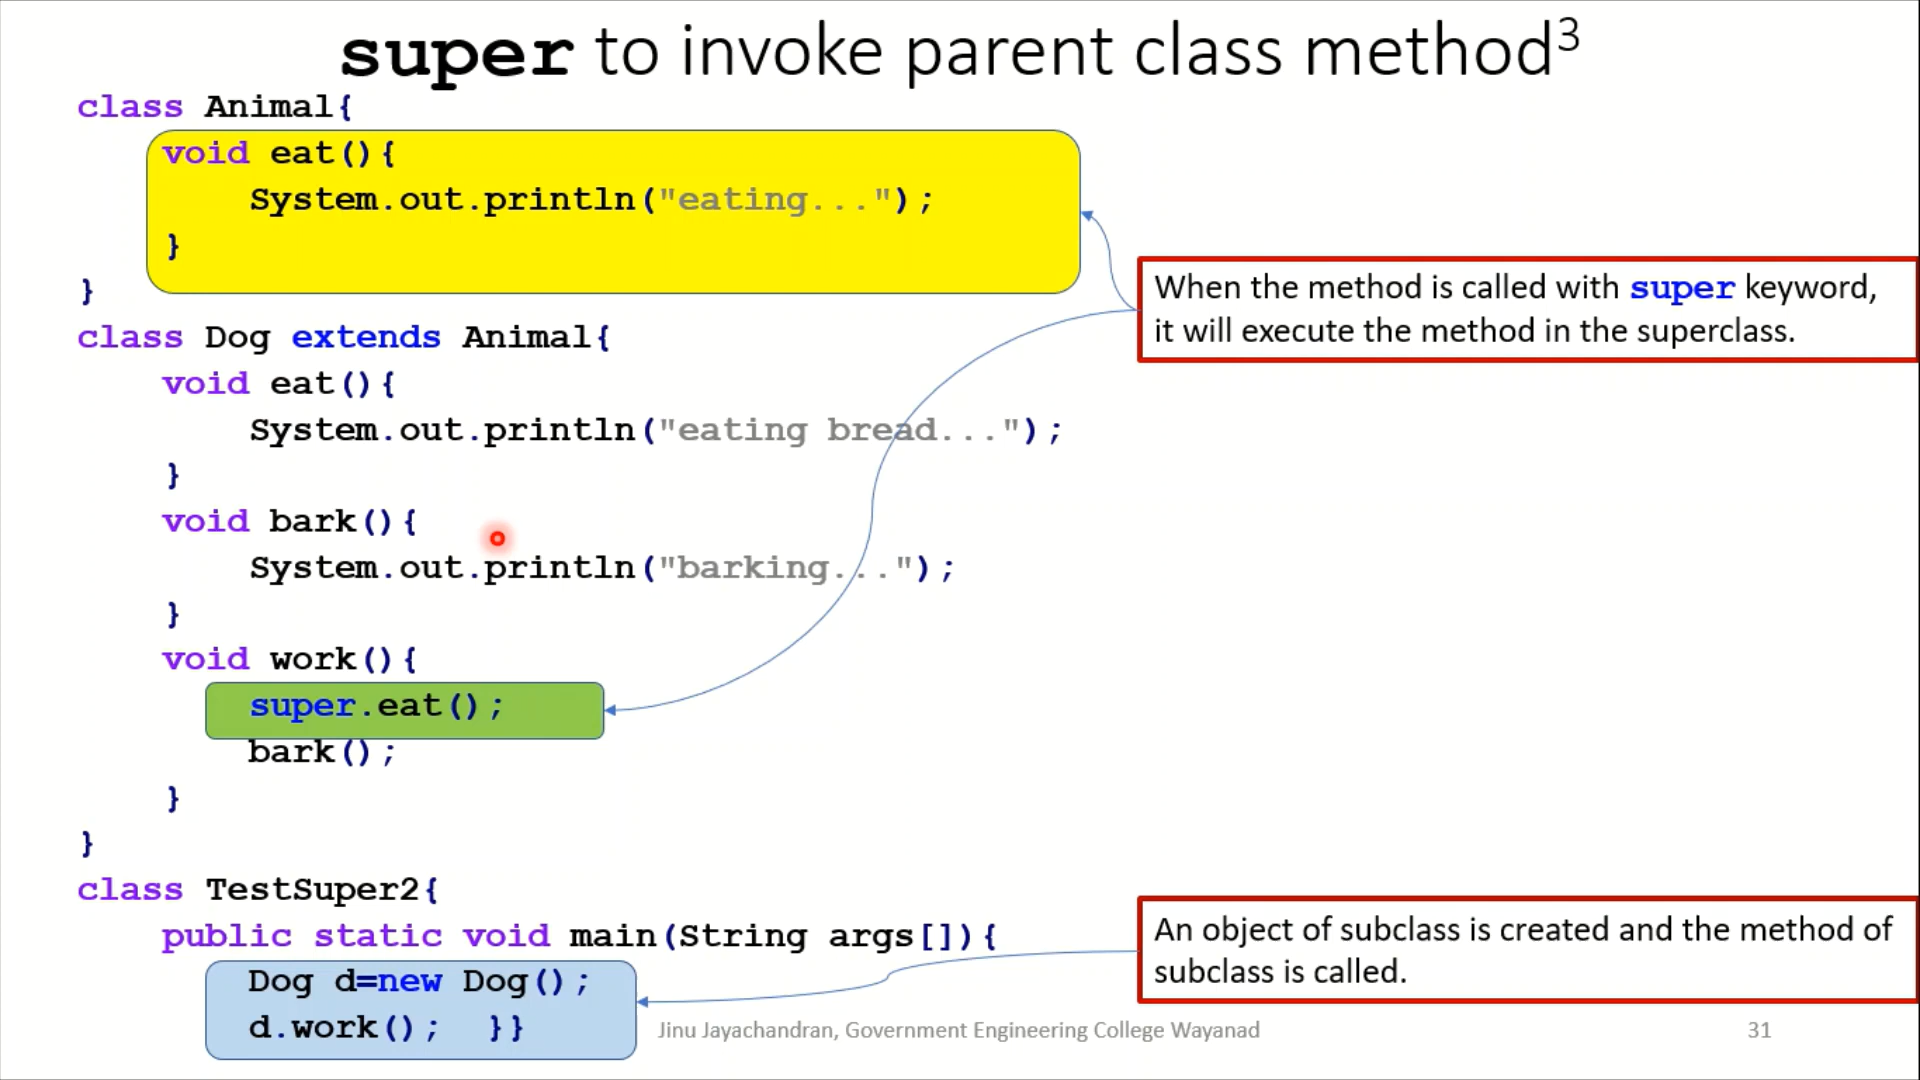 super to invoke parent class method3
class Animal{
void eat(){
System.out.println("eating...");
}
}
class Dog extends Animal{
void eat(){
System.out.println("eating bread...");
}
void bark(){
System.out.println("barking...");
}
void work(){
super.eat();
bark();
}
}
class TestSuper2{
public static void main(String args[]){
Dog d=new Dog();
d.work(); }}
When the method is called with super keyword,
it will execute the method in the superclass.
An object of subclass is created and the method of
subclass is called.
Jinu Jayachandran, Government Engineering College Wayanad
31